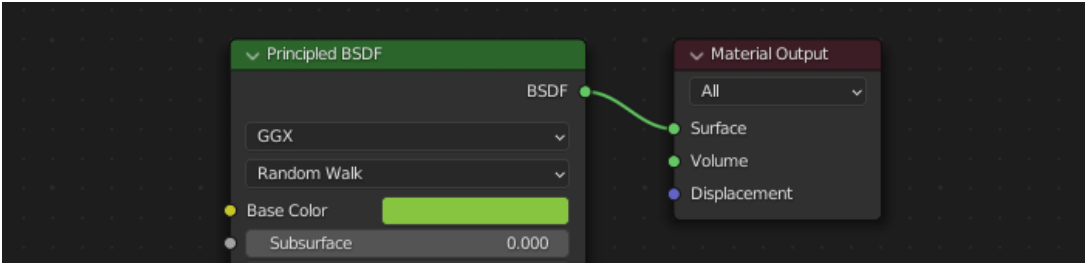 Principled BSDF
BSDF
GGX
Random Walk
Base Color
Subsurface 0.000
Material Output
All
Surface
Volume
Displacement